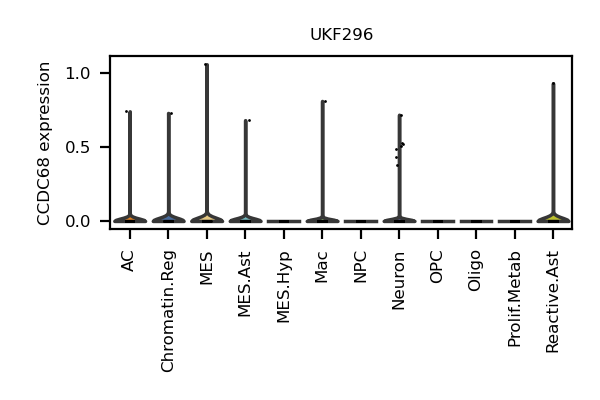 UKF296
CCDC68 expression
1.0
0.5
0.0
AC
Chromatin.Reg
MES
MES.Ast
MES.Hyp
Mac
NPC
Neuron
OPC
Oligo
Prolif.Metab
Reactive.Ast